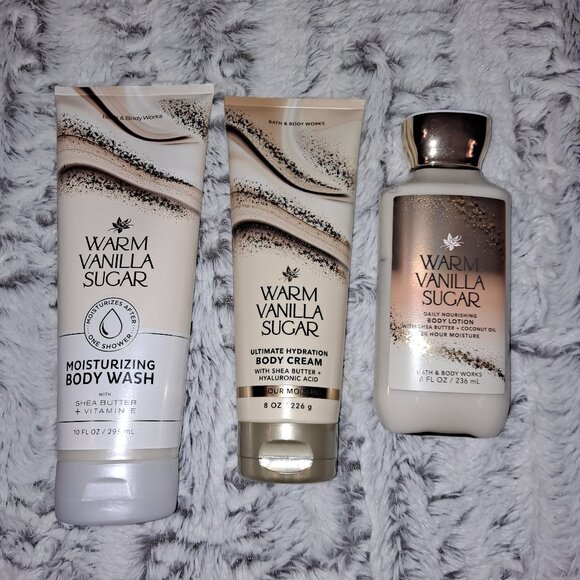 Bath & Body Works
WARM
VANILLA
SUGAR
MOISTURIZES AFTER
ONE SHOWER
MOISTURIZING
BODY WASH
WITH
SHEA BUTTER
+ VITAMIN E
10 FL OZ / 295 mL
BATH & BODY WORKS
WARM
VANILLA
SUGAR
ULTIMATE HYDRATION
BODY CREAM
WITH SHEA BUTTER +
HYALURONIC ACID
8 OZ / 226 g
WARM
VANILLA
SUGAR
DAILY NOURISHING
BODY LOTION
WITH SHEA BUTTER + COCONUT OIL
HOUR MOISTURE
BATH & BODY WORKS
8 FL OZ / 236 mL